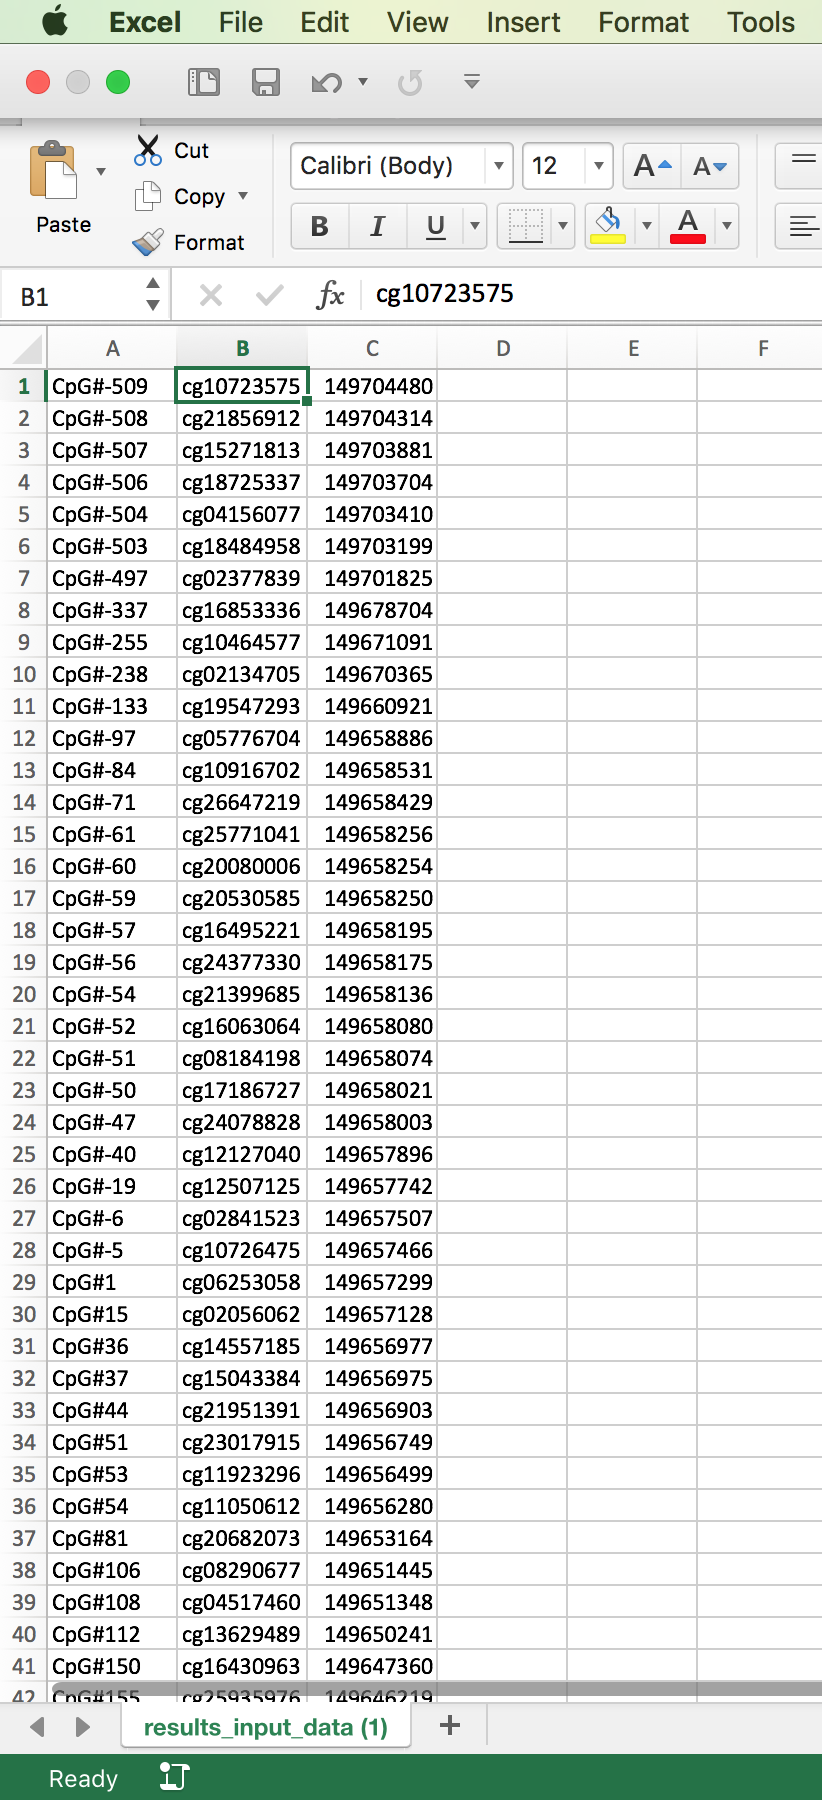 Excel File Edit View Insert Format Tools
Paste
Cut
Copy
Format
Calibri (Body) 12 A A
B I U A
B1 fx cg10723575
A B C D E F
1 CpG#-509 cg10723575 149704480
2 CpG#-508 cg21856912 149704314
3 CpG#-507 cg15271813 149703881
4 CpG#-506 cg18725337 149703704
5 CpG#-504 cg04156077 149703410
6 CpG#-503 cg18484958 149703199
7 CpG#-497 cg02377839 149701825
8 CpG#-337 cg16853336 149678704
9 CpG#-255 cg10464577 149671091
10 CpG#-238 cg02134705 149670365
11 CpG#-133 cg19547293 149660921
12 CpG#-97 cg05776704 149658886
13 CpG#-84 cg10916702 149658531
14 CpG#-71 cg26647219 149658429
15 CpG#-61 cg25771041 149658256
16 CpG#-60 cg20080006 149658254
17 CpG#-59 cg20530585 149658250
18 CpG#-57 cg16495221 149658195
19 CpG#-56 cg24377330 149658175
20 CpG#-54 cg21399685 149658136
21 CpG#-52 cg16063064 149658080
22 CpG#-51 cg08184198 149658074
23 CpG#-50 cg17186727 149658021
24 CpG#-47 cg24078828 149658003
25 CpG#-40 cg12127040 149657896
26 CpG#-19 cg12507125 149657742
27 CpG#-6 cg02841523 149657507
28 CpG#-5 cg10726475 149657466
29 CpG#1 cg06253058 149657299
30 CpG#15 cg02056062 149657128
31 CpG#36 cg14557185 149656977
32 CpG#37 cg15043384 149656975
33 CpG#44 cg21951391 149656903
34 CpG#51 cg23017915 149656749
35 CpG#53 cg11923296 149656499
36 CpG#54 cg11050612 149656280
37 CpG#81 cg20682073 149653164
38 CpG#106 cg08290677 149651445
39 CpG#108 cg04517460 149651348
40 CpG#112 cg13629489 149650241
41 CpG#150 cg16430963 149647360
42 CpG#155 cg25935976 149646219
results_input_data (1) +
Ready